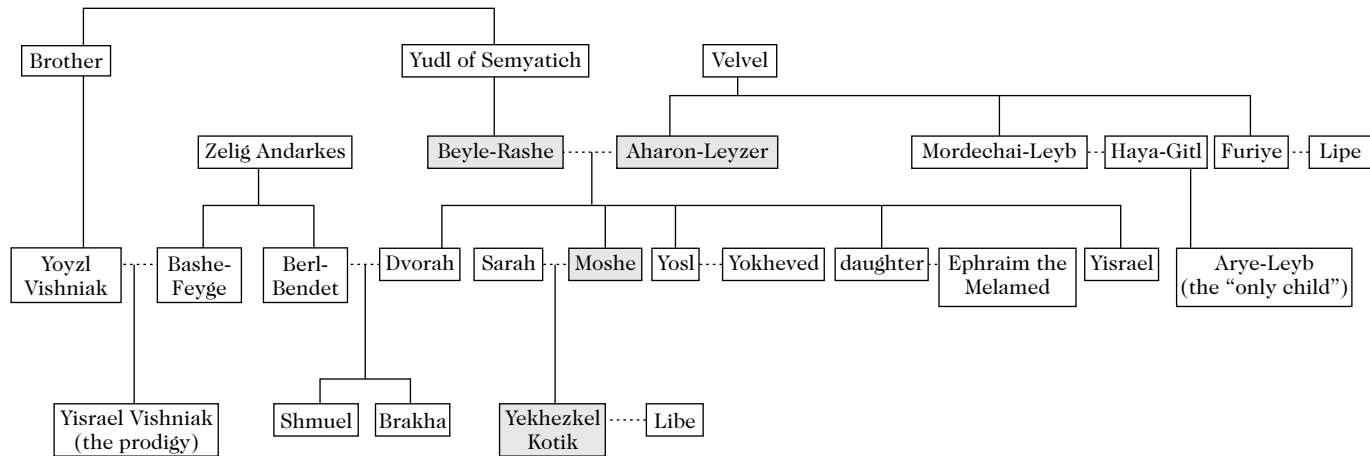 Brother
Yudl of Semyatich
Velvel
Zelig Andarkes
Beyle-Rashe
Aharon-Leyzer
Mordechai-Leyb
Haya-Gitl
Furiye
Lipe
Yoyzl
Vishniak
Bashe-
Feyge
Berl-
Bendet
Dvorah
Sarah
Moshe
Yosl
Yokheved
daughter
Ephraim the
Melamed
Yisrael
Arye-Leyb
(the “only child”)
Yisrael Vishniak
(the prodigy)
Shmuel
Brakha
Yekhezkel
Kotik
Libe